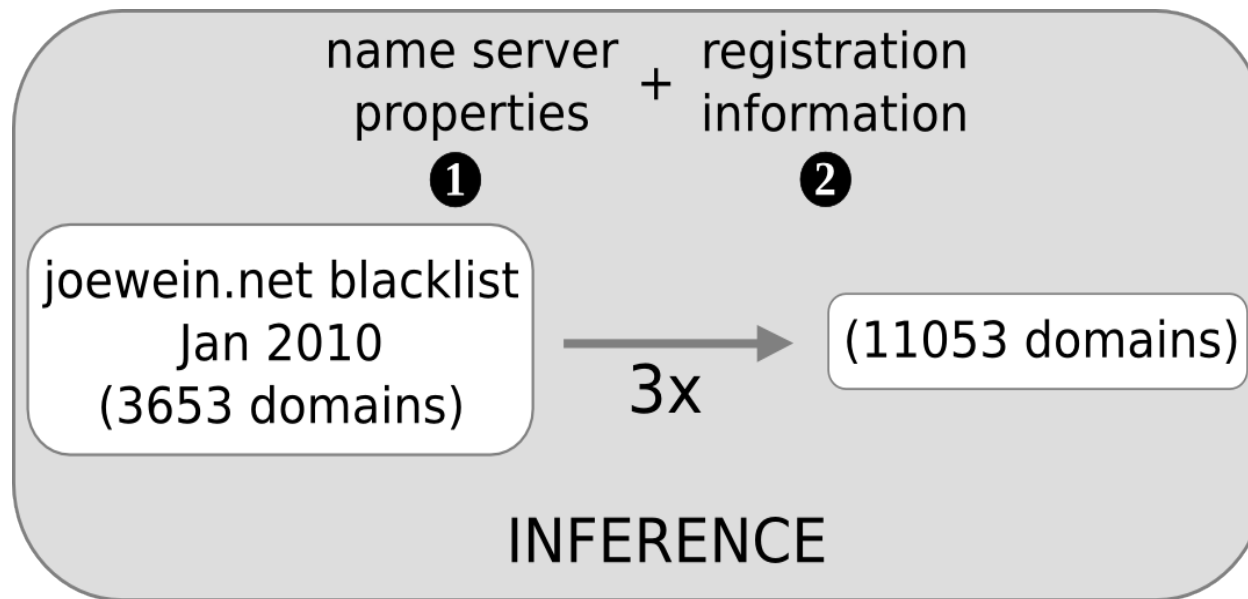 name server
properties
+
registration
information
1
2
joewein.net blacklist
Jan 2010
(3653 domains)
3x
(11053 domains)
INFERENCE